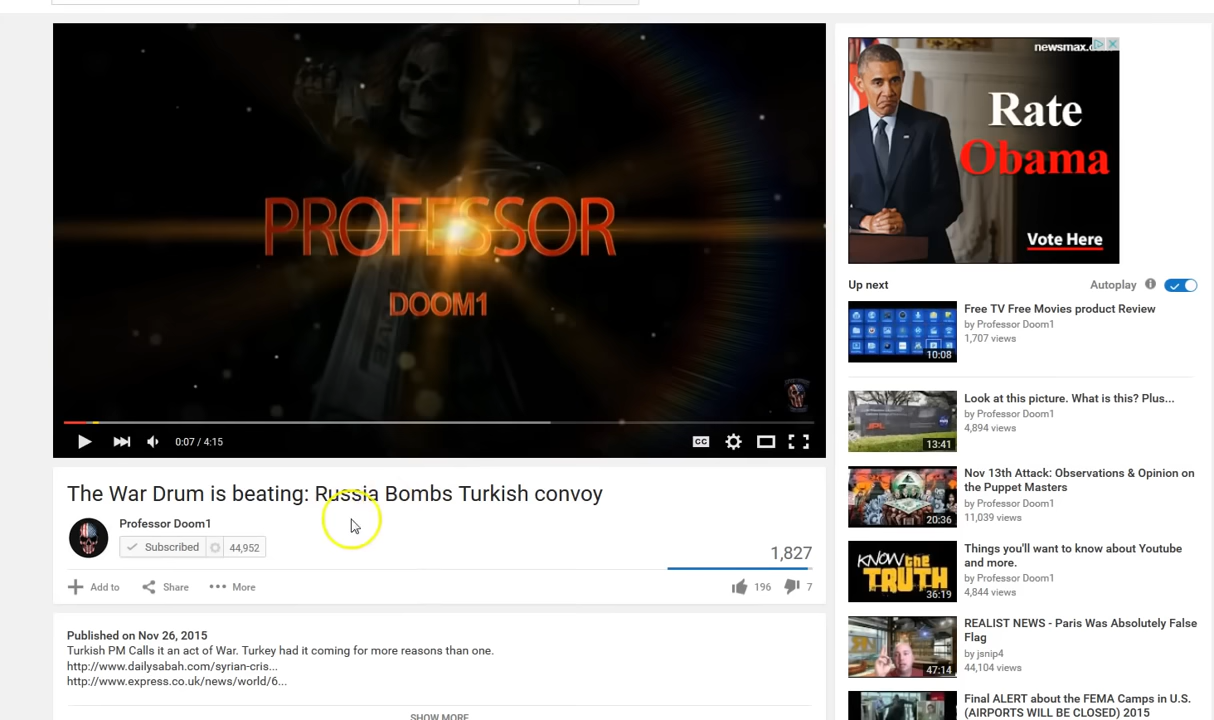 PROFESSOR
DOOM1
CC
0:07 / 4:15
The War Drum is beating: Russia Bombs Turkish convoy
Professor Doom1
Subscribed 44,952
1,827
Add to Share More
196 7
Published on Nov 26, 2015
Turkish PM Calls it an act of War. Turkey had it coming for more reasons than one.
http://www.dailysabah.com/syrian-cris...
http://www.express.co.uk/news/world/6...
SHOW MORE
Rate
Obama
Vote Here
Up next
Autoplay
Free TV Free Movies product Review
by Professor Doom1
1,707 views
10:08
Look at this picture. What is this? Plus...
by Professor Doom1
4,894 views
JPL
13:41
Nov 13th Attack: Observations & Opinion on
the Puppet Masters
by Professor Doom1
11,039 views
20:36
Things you'll want to know about Youtube
and more.
by Professor Doom1
4,844 views
KNOW the
TRUTH
36:19
REALIST NEWS - Paris Was Absolutely False
Flag
by jsnip4
44,104 views
47:14
Final ALERT about the FEMA Camps in U.S.
(AIRPORTS WILL BE CLOSED) 2015